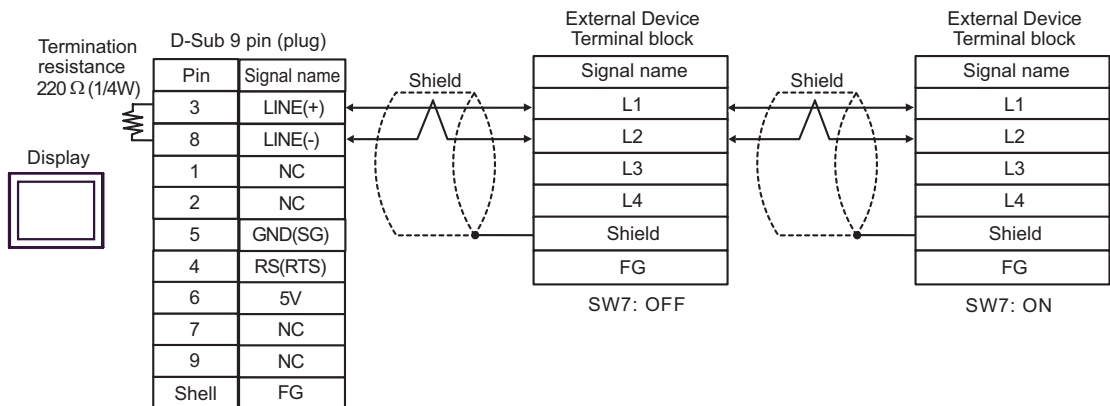 Termination
resistance
220 Ω (1/4W)
Display
D-Sub 9 pin (plug)
Pin Signal name
3 LINE(+)
8 LINE(-)
1 NC
2 NC
5 GND(SG)
4 RS(RTS)
6 5V
7 NC
9 NC
Shell FG
Shield
External Device
Terminal block
Signal name
L1
L2
L3
L4
Shield
FG
SW7: OFF
Shield
External Device
Terminal block
Signal name
L1
L2
L3
L4
Shield
FG
SW7: ON